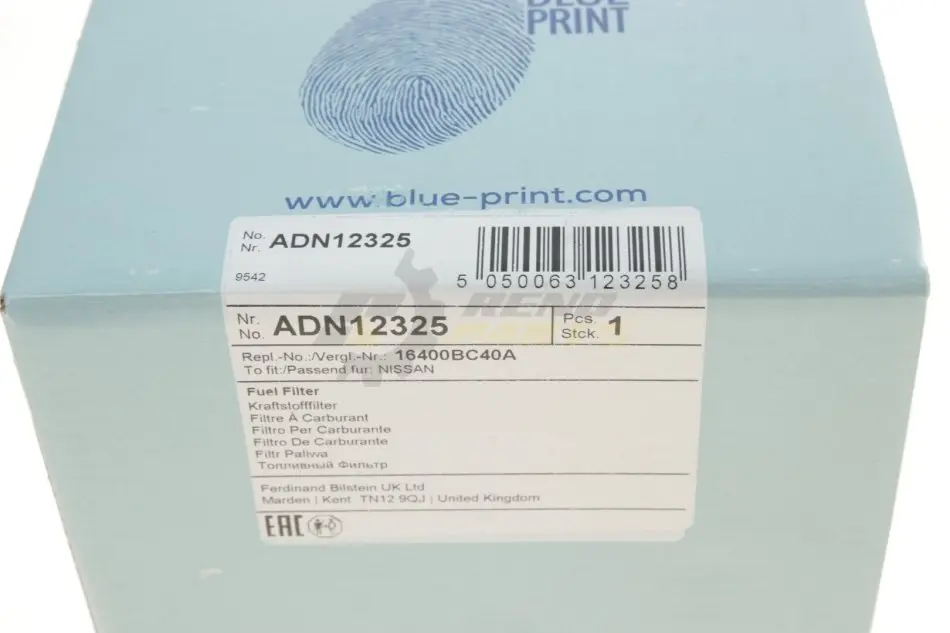 BLUE
PRINT
www.blue-print.com
No.
Nr. ADN12325
9542
5 050063 123258
Nr.
No. ADN12325
Pcs.
Stck. 1
Repl.-No.:/Vergl.-Nr.: 16400BC40A
To fit:/Passend für: NISSAN
Fuel Filter
Kraftstofffilter
Filtre À Carburant
Filtro Per Carburante
Filtro De Carburante
Filtr Paliwa
Топливный Фильтр
Ferdinand Bilstein UK Ltd
Marden | Kent TN12 9QJ | United Kingdom
EAC